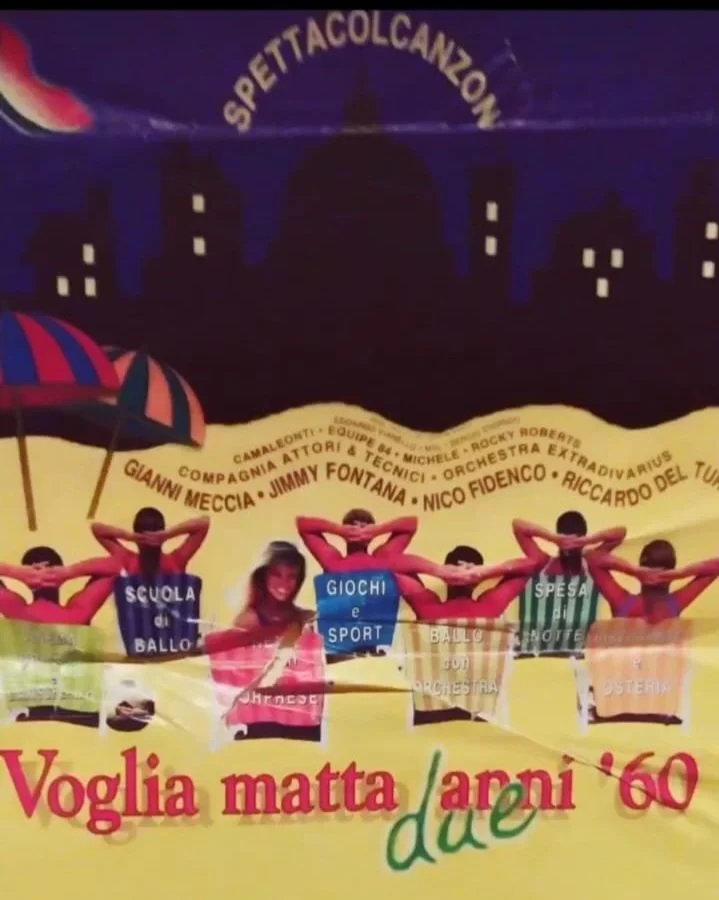 SPETTACOLCANZON
CAMALEONTI • EQUIPE 84 • MICHELE • ROCKY ROBERTS
COMPAGNIA ATTORI & TECNICI • ORCHESTRA EXTRADIVARIUS
GIANNI MECCIA • JIMMY FONTANA • NICO FIDENCO • RICCARDO DEL TUR
SCUOLA
di
BALLO
GIOCHI
e
SPORT
BALLO
con
ORCHESTRA
SPESA
di
NOTTE
e
OSTERIA
Voglia matta anni '60
due